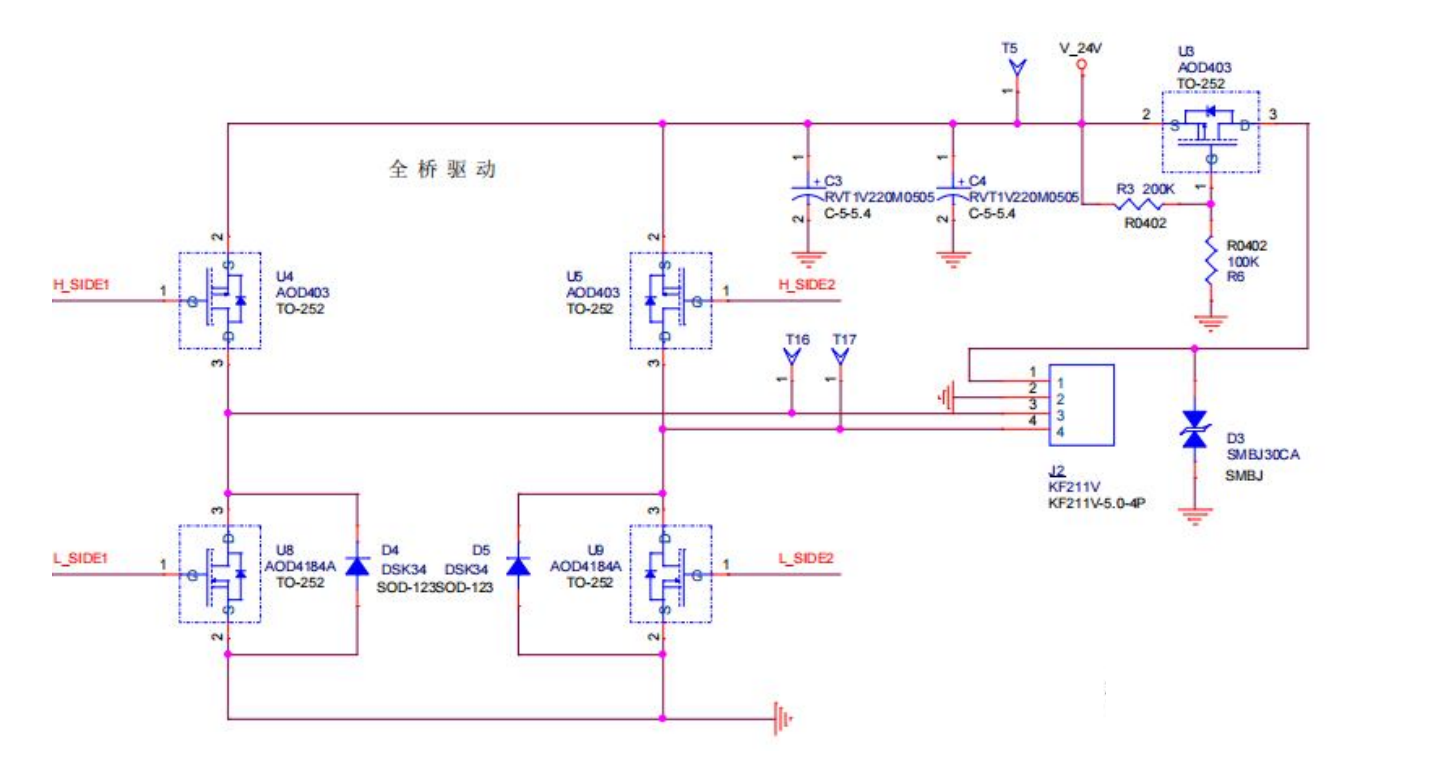 T5
V_24V
U3
AOD403
TO-252
1
2
S
D
3
G
1
全桥驱动
1
+
C3
RVT1V220M0505
C-5-5.4
2
1
+
C4
RVT1V220M0505
C-5-5.4
2
R3 200K
R0402
R0402
100K
R6
2
S
U4
AOD403
TO-252
H_SIDE1
1
G
D
3
2
S
U5
AOD403
TO-252
H_SIDE2
1
G
D
3
T16
T17
1
1
1
2
3
4
1
2
3
4
J2
KF211V
KF211V-5.0-4P
D3
SMBJ30CA
SMBJ
3
D
U8
AOD4184A
TO-252
L_SIDE1
1
G
S
2
D4
DSK34
SOD-123
D5
DSK34
SOD-123
3
D
U9
AOD4184A
TO-252
L_SIDE2
1
G
S
2